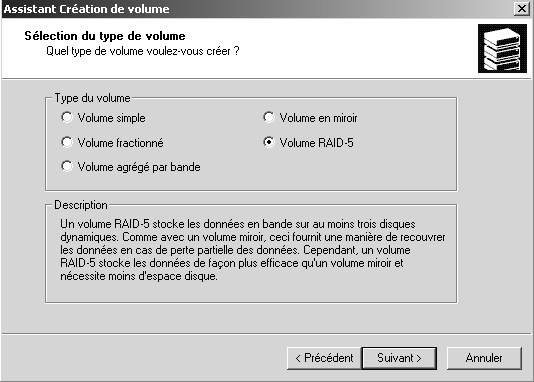 Assistant Création de volume
Sélection du type de volume
Quel type de volume voulez-vous créer ?
Type du volume
Volume simple
Volume en miroir
Volume fractionné
Volume RAID-5
Volume agrégé par bande
Description
Un volume RAID-5 stocke les données en bande sur au moins trois disques
dynamiques. Comme avec un volume miroir, ceci fournit une manière de recouvrer
les données en cas de perte partielle des données. Cependant, un volume
RAID-5 stocke les données de façon plus efficace qu'un volume miroir et
nécessite moins d'espace disque.
< Précédent
Suivant >
Annuler